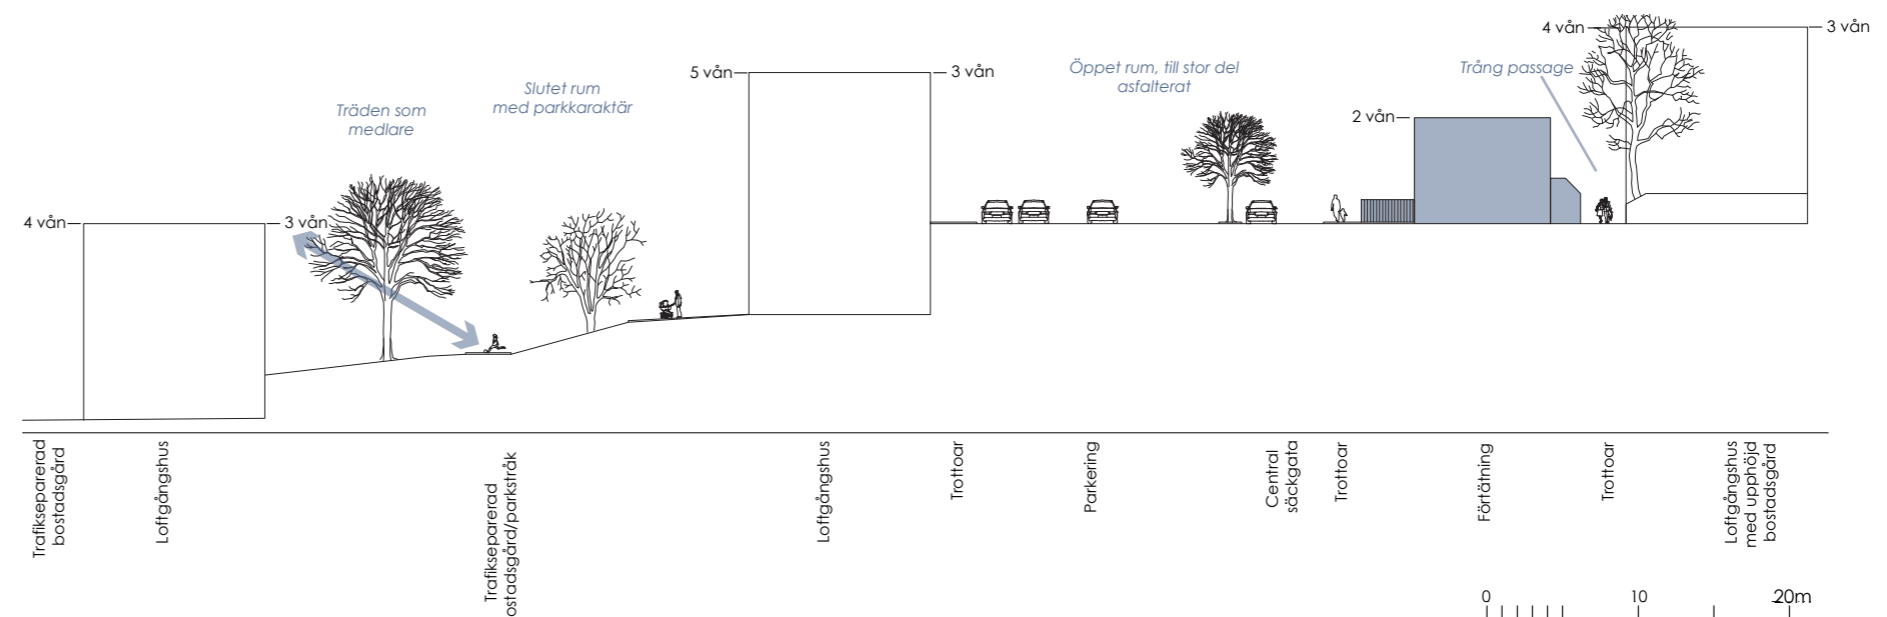 4 vån
3 vån
Träden som
medlare
Slutet rum
med parkkaraktär
5 vån
3 vån
Öppet rum, till stor del
asfalterat
2 vån
Trång passage
4 vån
3 vån
Trafikseparerad
bostadsgård
Loftgångshus
Trafikseparerad
ostadsgård/parkstråk
Loftgångshus
Trottoar
Parkering
Central
säckgata
Trottoar
Förtätning
Trottoar
Loftgångshus
med upphöjd
bostadsgård
0
10
20m